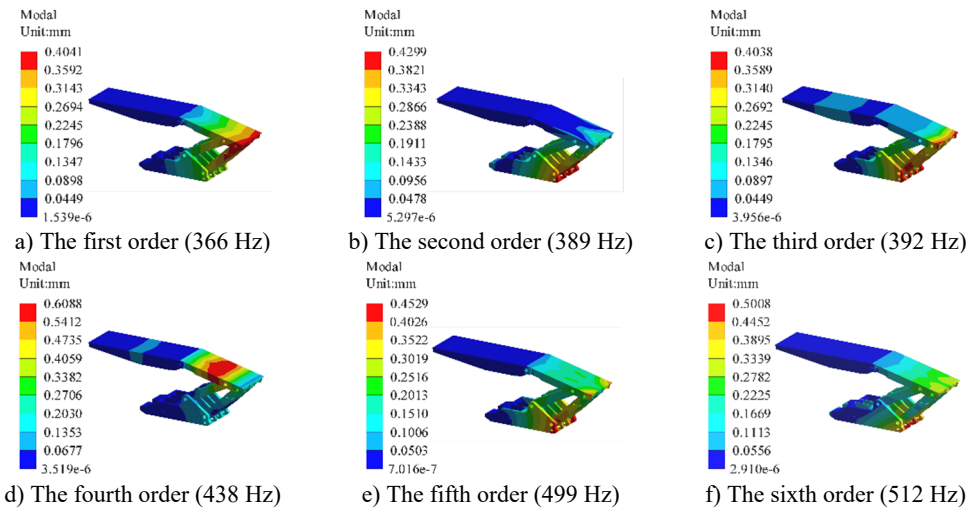 Modal
Unit:mm
0.4041
0.3592
0.3143
0.2694
0.2245
0.1796
0.1347
0.0898
0.0449
1.539e-6
a) The first order (366 Hz)
Modal
Unit:mm
0.4299
0.3821
0.3343
0.2866
0.2388
0.1911
0.1433
0.0956
0.0478
5.297e-6
b) The second order (389 Hz)
Modal
Unit:mm
0.4038
0.3589
0.3140
0.2692
0.2245
0.1795
0.1346
0.0897
0.0449
3.956e-6
c) The third order (392 Hz)
Modal
Unit:mm
0.6088
0.5412
0.4735
0.4059
0.3382
0.2706
0.2030
0.1353
0.0677
3.519e-6
d) The fourth order (438 Hz)
Modal
Unit:mm
0.4529
0.4026
0.3522
0.3019
0.2516
0.2013
0.1510
0.1006
0.0503
7.016e-7
e) The fifth order (499 Hz)
Modal
Unit:mm
0.5008
0.4452
0.3895
0.3339
0.2782
0.2225
0.1669
0.1113
0.0556
2.910e-6
f) The sixth order (512 Hz)